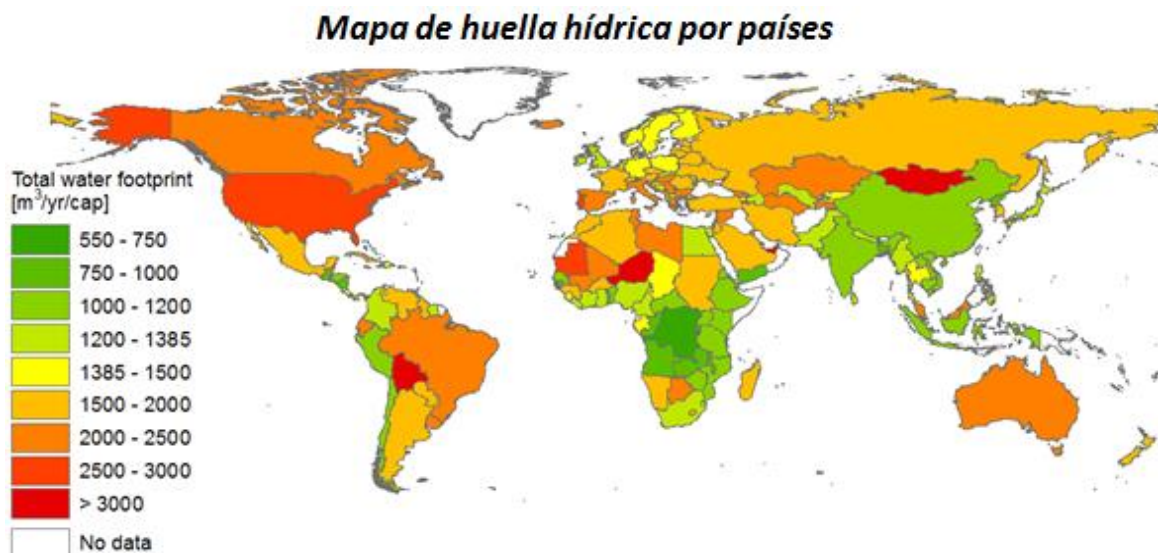 Mapa de huella hídrica por países
Total water footprint
[m³/yr/cap]
550 - 750
750 - 1000
1000 - 1200
1200 - 1385
1385 - 1500
1500 - 2000
2000 - 2500
2500 - 3000
> 3000
No data